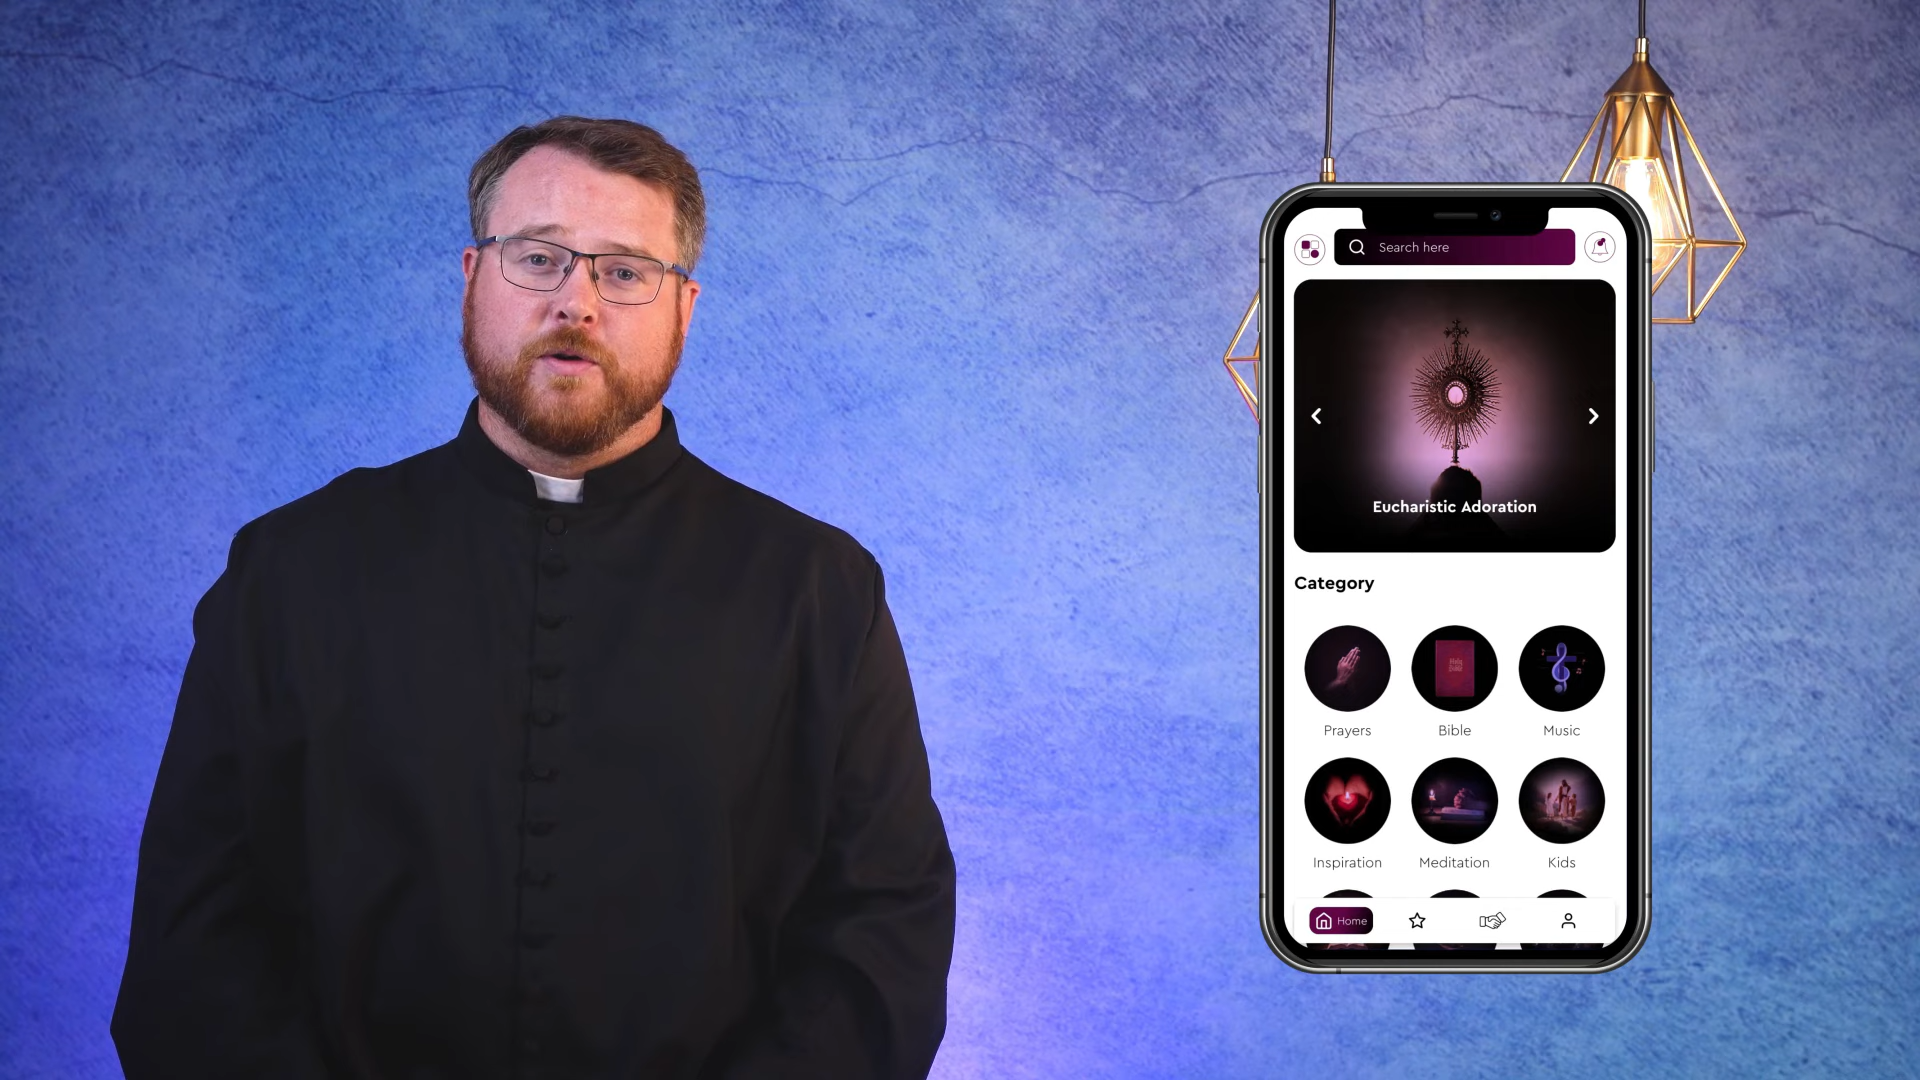 Search here
Eucharistic Adoration
Category
Prayers
Bible
Music
Inspiration
Meditation
Kids
Home